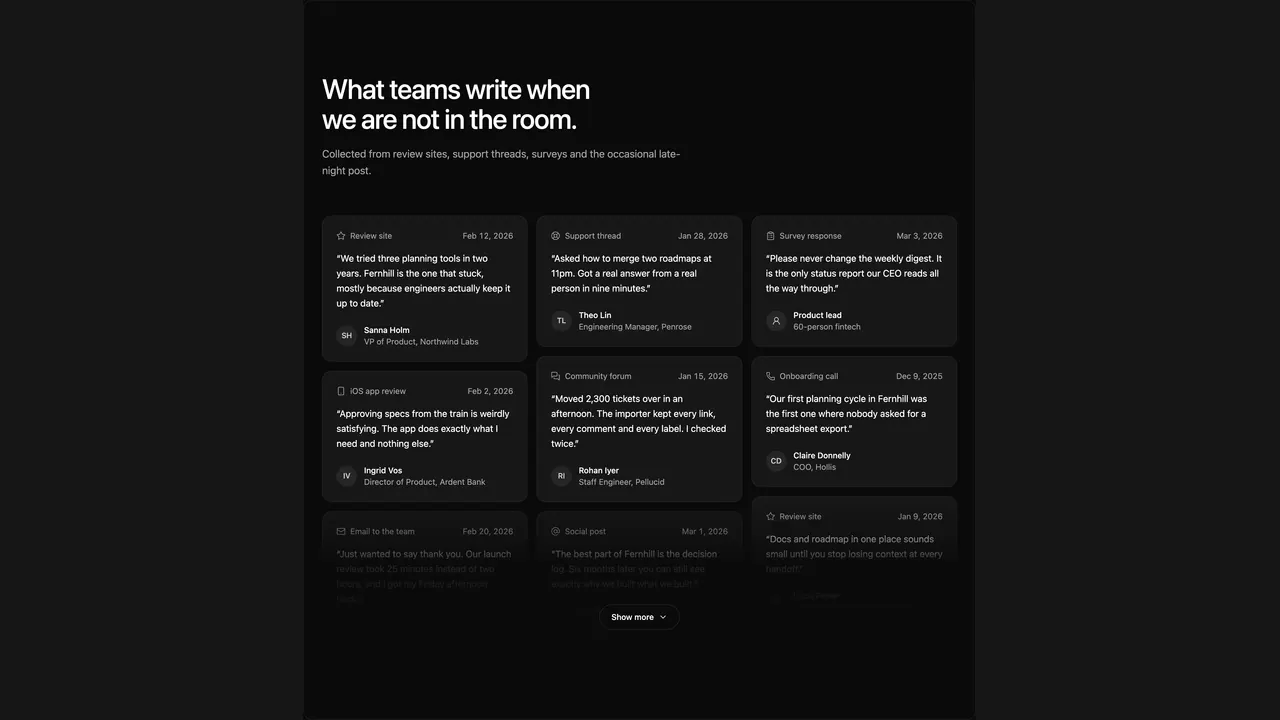 What teams write when
we are not in the room.
Collected from review sites, support threads, surveys and the occasional late-
night post.
Review site
Feb 12, 2026
“We tried three planning tools in two
years. Fernhill is the one that stuck,
mostly because engineers actually keep it
up to date.”
SH
Sanna Holm
VP of Product, Northwind Labs
iOS app review
Feb 2, 2026
“Approving specs from the train is weirdly
satisfying. The app does exactly what I
need and nothing else.”
IV
Ingrid Vos
Director of Product, Ardent Bank
Email to the team
Feb 20, 2026
“Just wanted to say thank you. Our launch
review took 25 minutes instead of two
hours, and I got my Friday afternoon
Support thread
Jan 28, 2026
“Asked how to merge two roadmaps at
11pm. Got a real answer from a real
person in nine minutes.”
TL
Theo Lin
Engineering Manager, Penrose
Community forum
Jan 15, 2026
“Moved 2,300 tickets over in an
afternoon. The importer kept every link,
every comment and every label. I checked
twice.”
RI
Rohan Iyer
Staff Engineer, Pellucid
Social post
Mar 1, 2026
“The best part of Fernhill is the decision
log. Six months later you can still see
exactly why we built what we built.”
Survey response
Mar 3, 2026
“Please never change the weekly digest. It
is the only status report our CEO reads all
the way through.”
Product lead
60-person fintech
Onboarding call
Dec 9, 2025
“Our first planning cycle in Fernhill was
the first one where nobody asked for a
spreadsheet export.”
CD
Claire Donnelly
COO, Hollis
Review site
Jan 9, 2026
“Docs and roadmap in one place sounds
small until you stop losing context at every
handoff.”
Show more